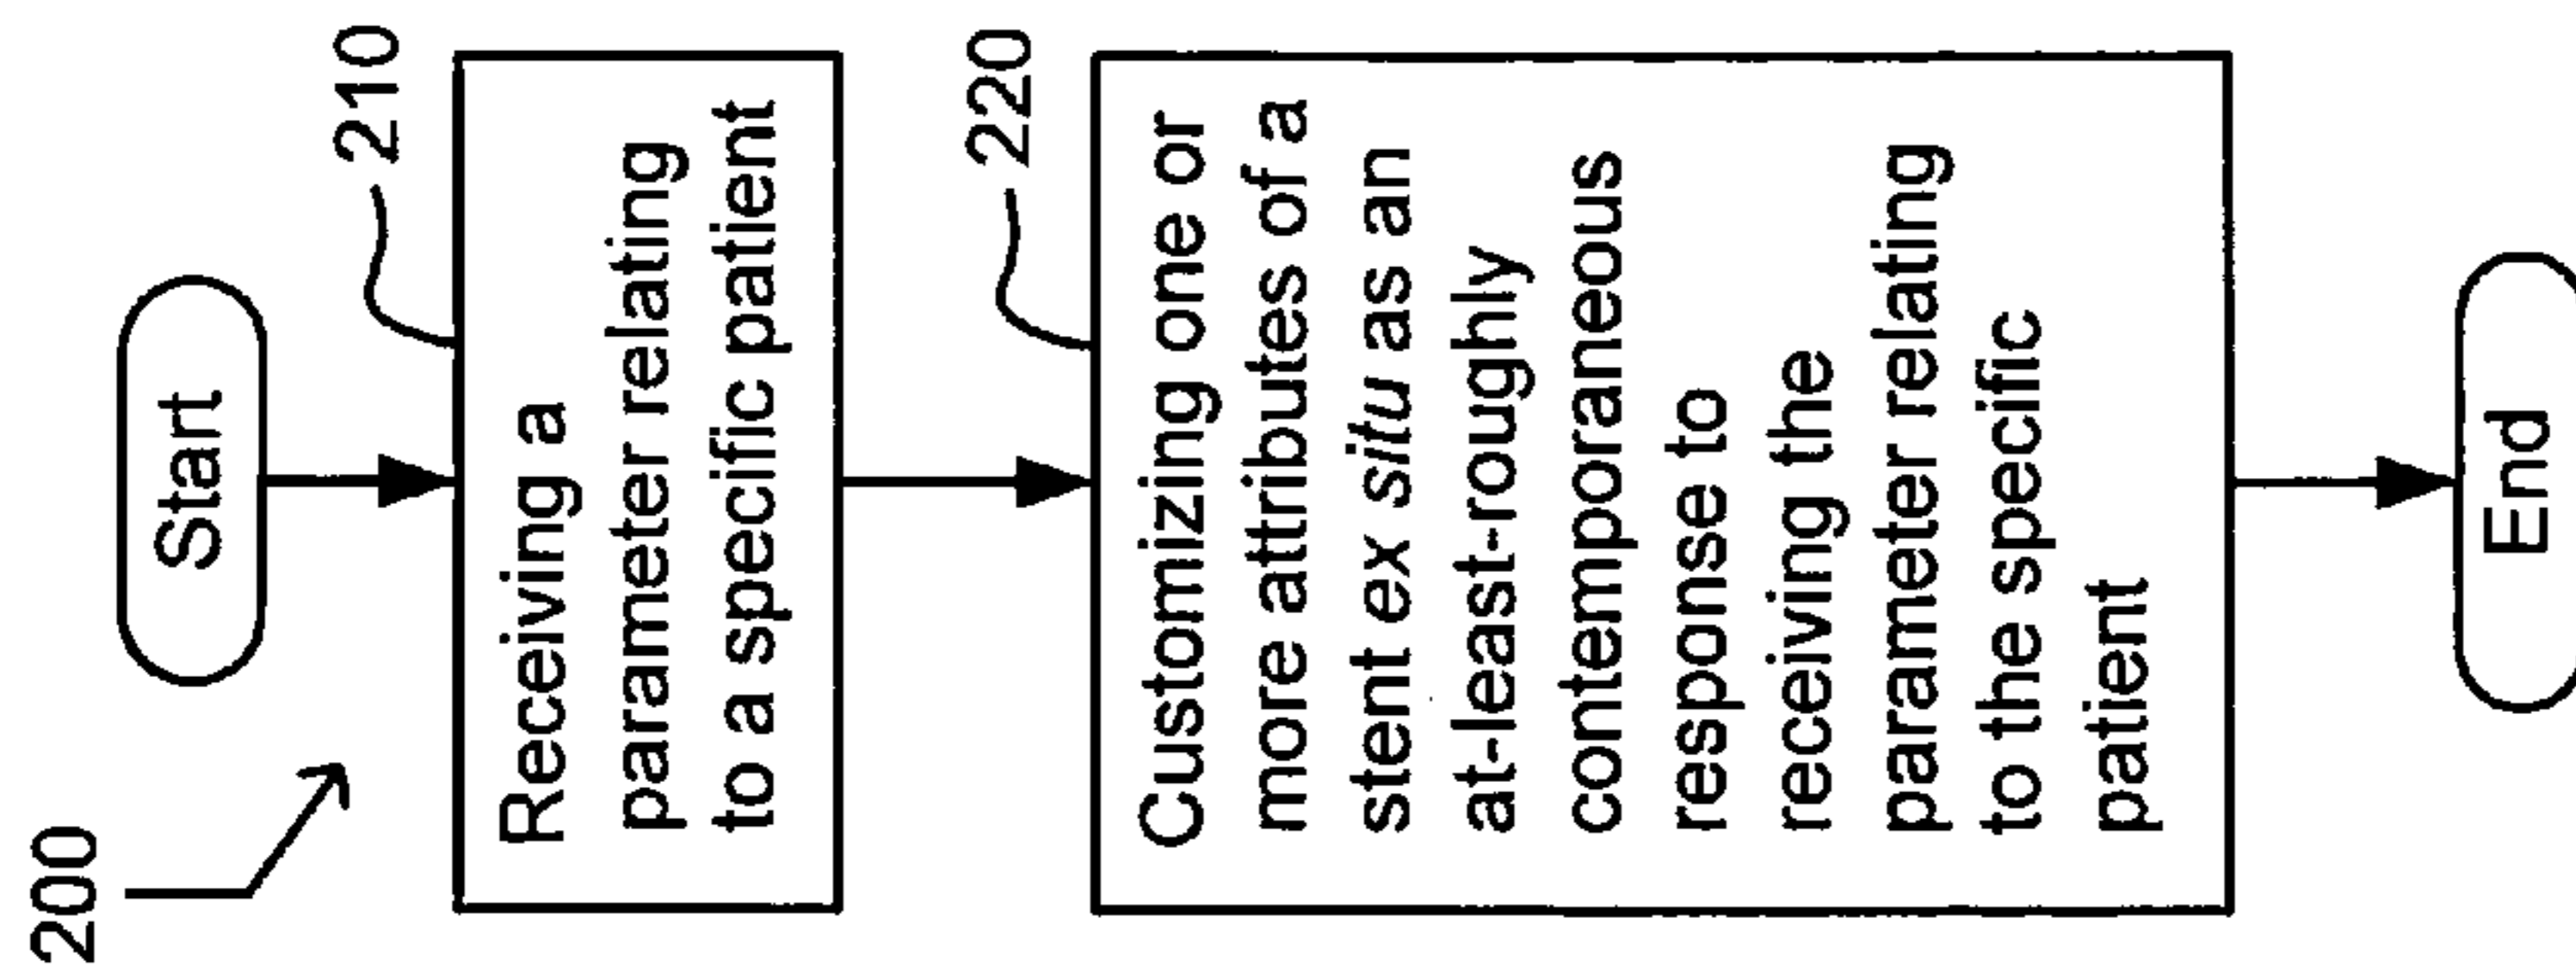 200
Start
210
Receiving a
parameter relating
to a specific patient
220
Customizing one or
more attributes of a
stent ex situ as an
at-least-roughly
contemporaneous
response to
receiving the
parameter relating
to the specific
patient
End